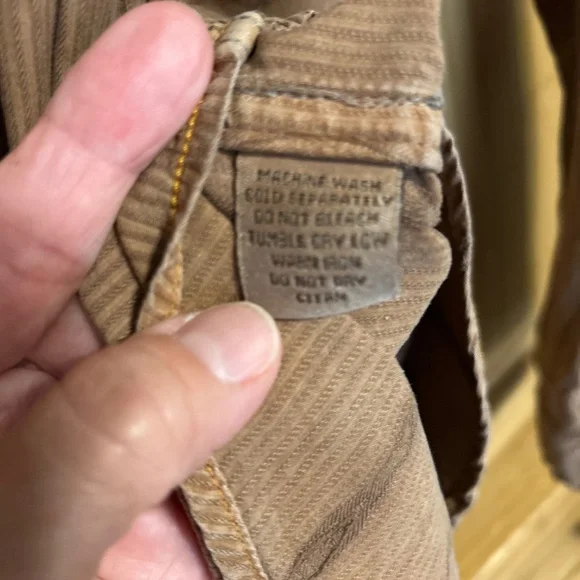 MACHINE WASH
COLD SEPARATELY
DO NOT BLEACH
TUMBLE DRY LOW
WARM IRON
DO NOT DRY
CLEAN